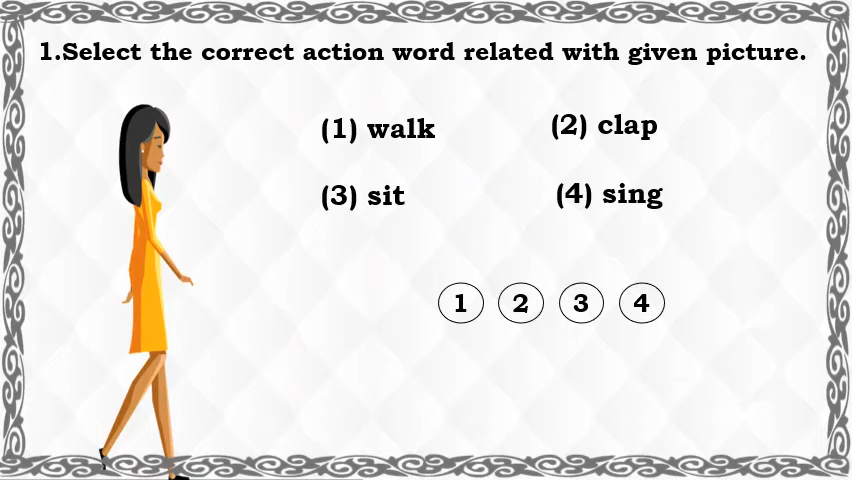 1.Select the correct action word related with given picture.
(1) walk (2) clap
(3) sit (4) sing
1 2 3 4